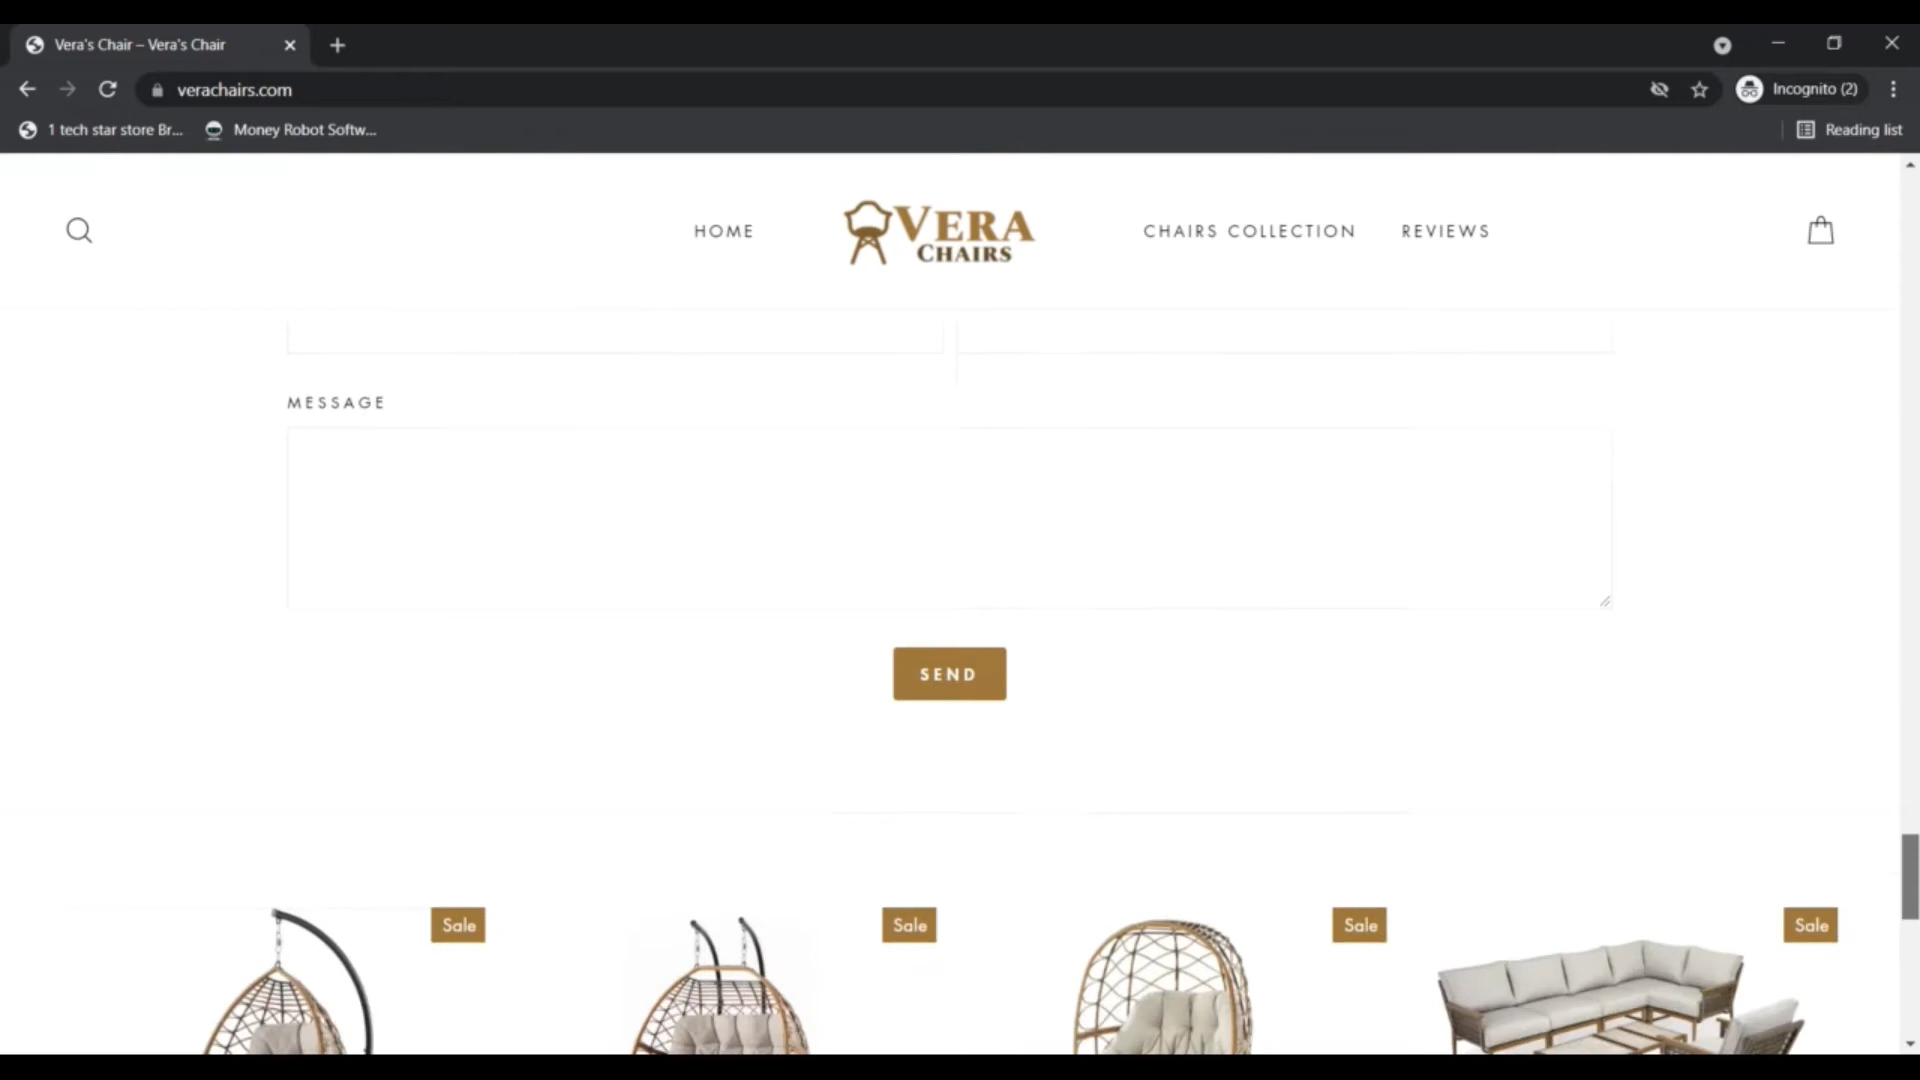 Vera's Chair – Vera's Chair
verachairs.com
Incognito (2)
1 tech star store Br...
Money Robot Softw...
Reading list
HOME
VERA CHAIRS
CHAIRS COLLECTION
REVIEWS
MESSAGE
SEND
Sale
Sale
Sale
Sale